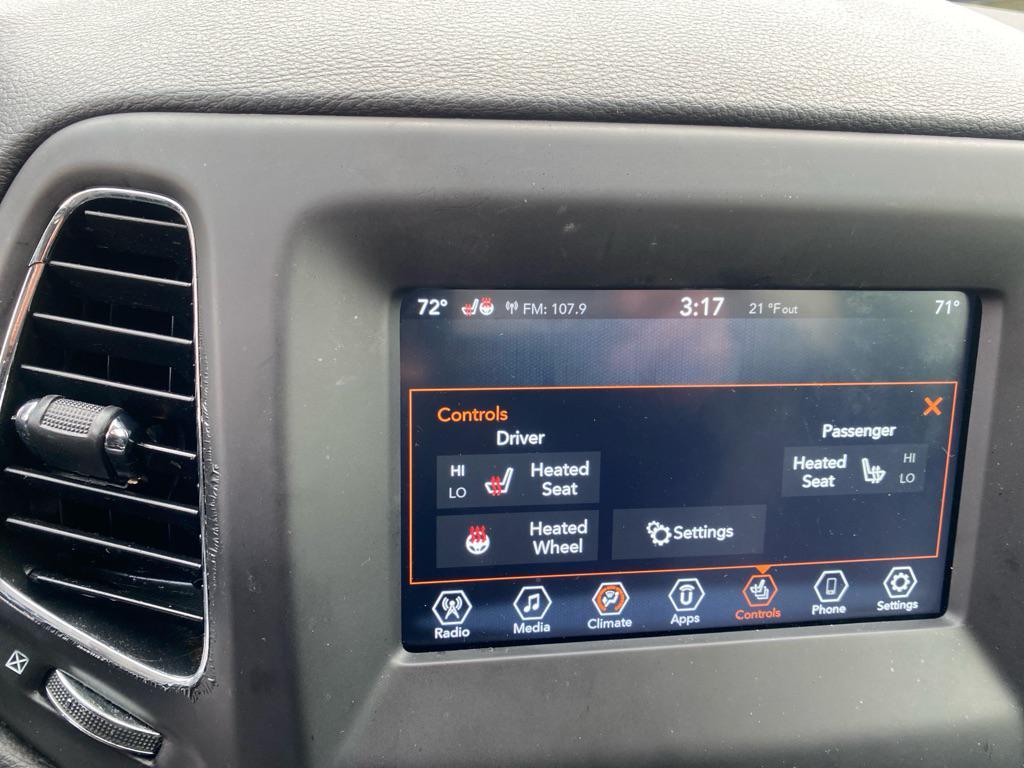 72° FM: 107.9 3:17 21 °Fout 71°
Controls
Driver
Passenger
HI
LO
Heated
Seat
Heated
Seat
HI
LO
Heated
Wheel
Settings
Radio Media Climate Apps Controls Phone Settings